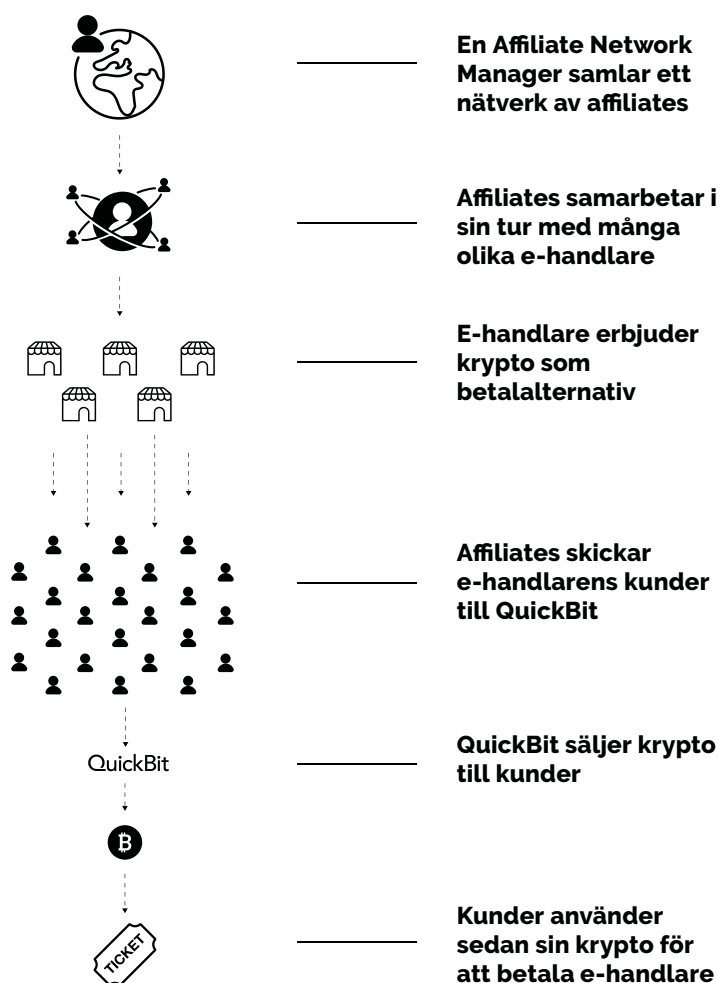 En Affiliate Network
Manager samlar ett
nätverk av affiliates
Affiliates samarbetar i
sin tur med många
olika e-handlare
E-handlare erbjuder
krypto som
betalalternativ
Affiliates skickar
e-handlarens kunder
till QuickBit
QuickBit
QuickBit säljer krypto
till kunder
B
TICKET
Kunder använder
sedan sin krypto för
att betala e-handlare